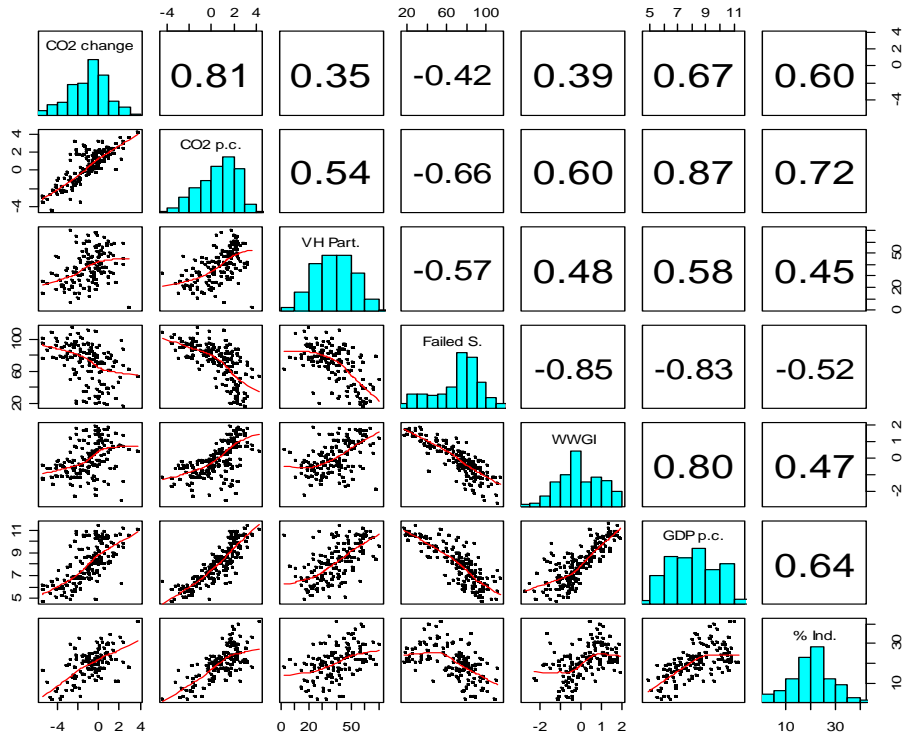 -4 0 2 4 20 60 100 5 7 9 11
CO2 change 0.81 0.35 -0.42 0.39 0.67 0.60 -4 0 2 4
-4 0 2 4 CO2 p.c. 0.54 -0.66 0.60 0.87 0.72
VH Part. -0.57 0.48 0.58 0.45 0 20 50
20 60 100 Failed S. -0.85 -0.83 -0.52
WWGI 0.80 0.47 -2 0 1 2
5 7 9 11 GDP p.c. 0.64
% Ind. 10 30
-4 0 2 4 0 20 50 -2 0 1 2 10 30